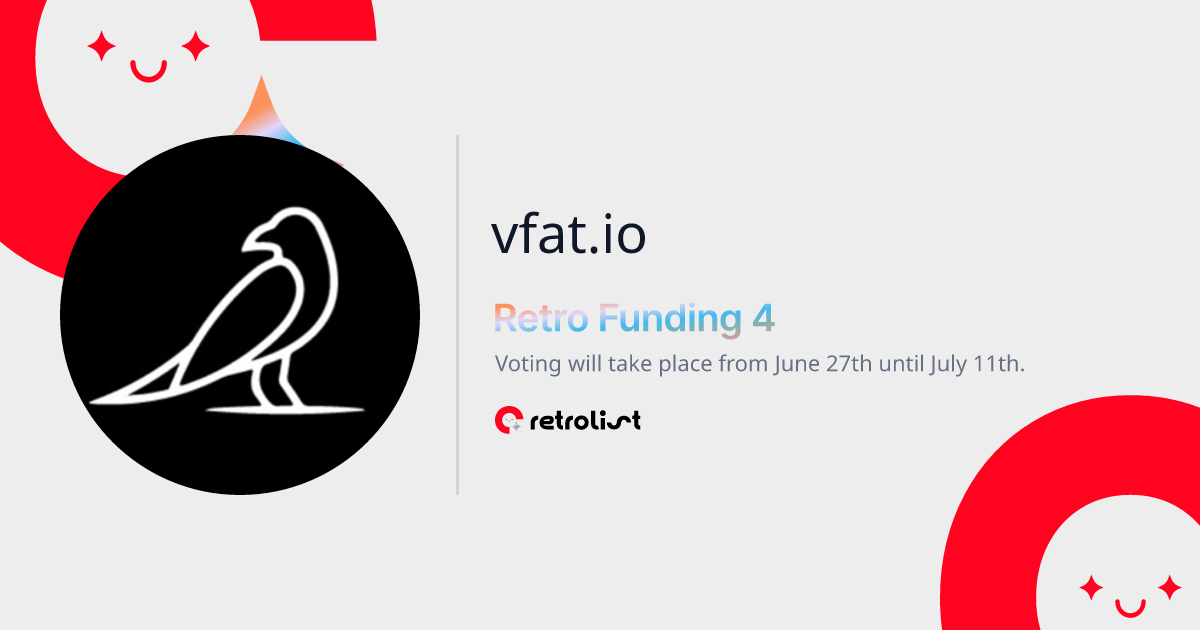 vfat.io
Retro Funding 4
Voting will take place from June 27th until July 11th.
retrolist